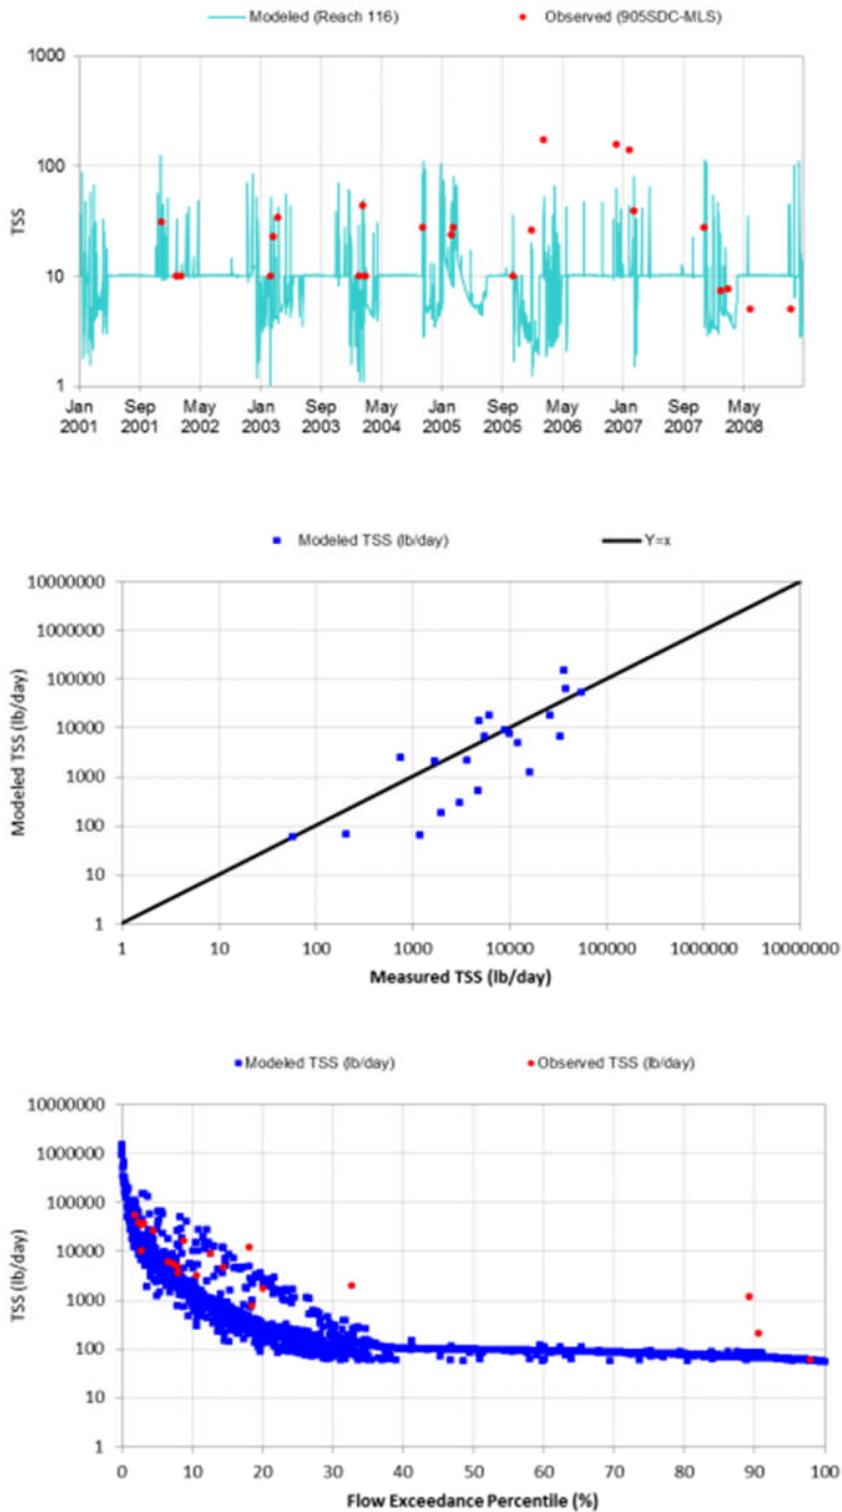 Modeled (Reach 116) Observed (905SDC-MLS)
1000
100
10
1
TSS
Jan Sep May Jan Sep May Jan Sep May Jan Sep May
2001 2001 2002 2003 2003 2004 2005 2005 2006 2007 2007 2008
Modeled TSS (lb/day) Y=x
10000000
1000000
100000
10000
1000
100
10
1
Modeled TSS (lb/day)
1 10 100 1000 10000 100000 1000000 10000000
Measured TSS (lb/day)
Modeled TSS (lb/day) Observed TSS (lb/day)
10000000
1000000
100000
10000
1000
100
10
1
TSS (lb/day)
0 10 20 30 40 50 60 70 80 90 100
Flow Exceedance Percentile (%)